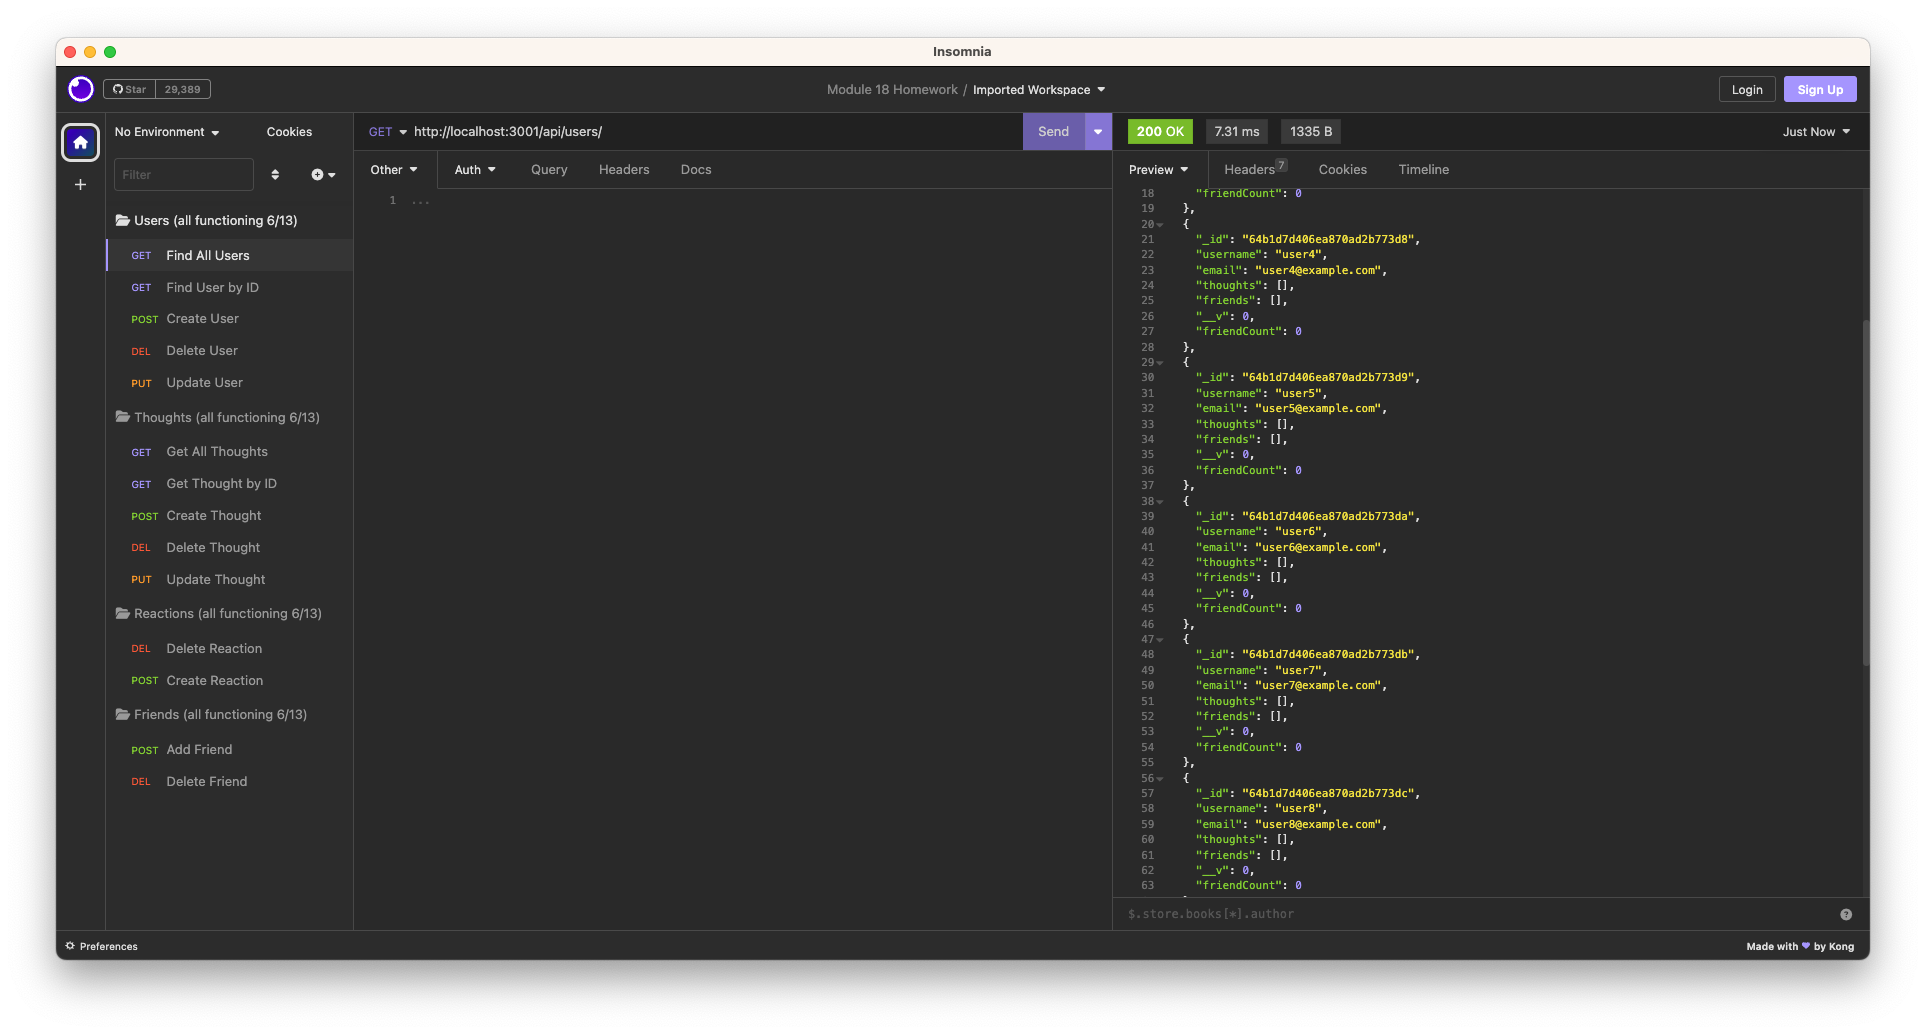 Insomnia
Star 29,389
Module 18 Homework / Imported Workspace
Login
Sign Up
No Environment
Cookies
Filter
Users (all functioning 6/13)
GET Find All Users
GET Find User by ID
POST Create User
DEL Delete User
PUT Update User
Thoughts (all functioning 6/13)
GET Get All Thoughts
GET Get Thought by ID
POST Create Thought
DEL Delete Thought
PUT Update Thought
Reactions (all functioning 6/13)
DEL Delete Reaction
POST Create Reaction
Friends (all functioning 6/13)
POST Add Friend
DEL Delete Friend
GET http://localhost:3001/api/users/
Send
Other Auth Query Headers Docs
1 ...
200 OK 7.31 ms 1335 B Just Now
Preview Headers 7 Cookies Timeline
18 "friendCount": 0
19 },
20 {
21 "_id": "64b1d7d406ea870ad2b773d8",
22 "username": "user4",
23 "email": "user4@example.com",
24 "thoughts": [],
25 "friends": [],
26 "__v": 0,
27 "friendCount": 0
28 },
29 {
30 "_id": "64b1d7d406ea870ad2b773d9",
31 "username": "user5",
32 "email": "user5@example.com",
33 "thoughts": [],
34 "friends": [],
35 "__v": 0,
36 "friendCount": 0
37 },
38 {
39 "_id": "64b1d7d406ea870ad2b773da",
40 "username": "user6",
41 "email": "user6@example.com",
42 "thoughts": [],
43 "friends": [],
44 "__v": 0,
45 "friendCount": 0
46 },
47 {
48 "_id": "64b1d7d406ea870ad2b773db",
49 "username": "user7",
50 "email": "user7@example.com",
51 "thoughts": [],
52 "friends": [],
53 "__v": 0,
54 "friendCount": 0
55 },
56 {
57 "_id": "64b1d7d406ea870ad2b773dc",
58 "username": "user8",
59 "email": "user8@example.com",
60 "thoughts": [],
61 "friends": [],
62 "__v": 0,
63 "friendCount": 0
$.store.books[*].author
Preferences
Made with ♥ by Kong